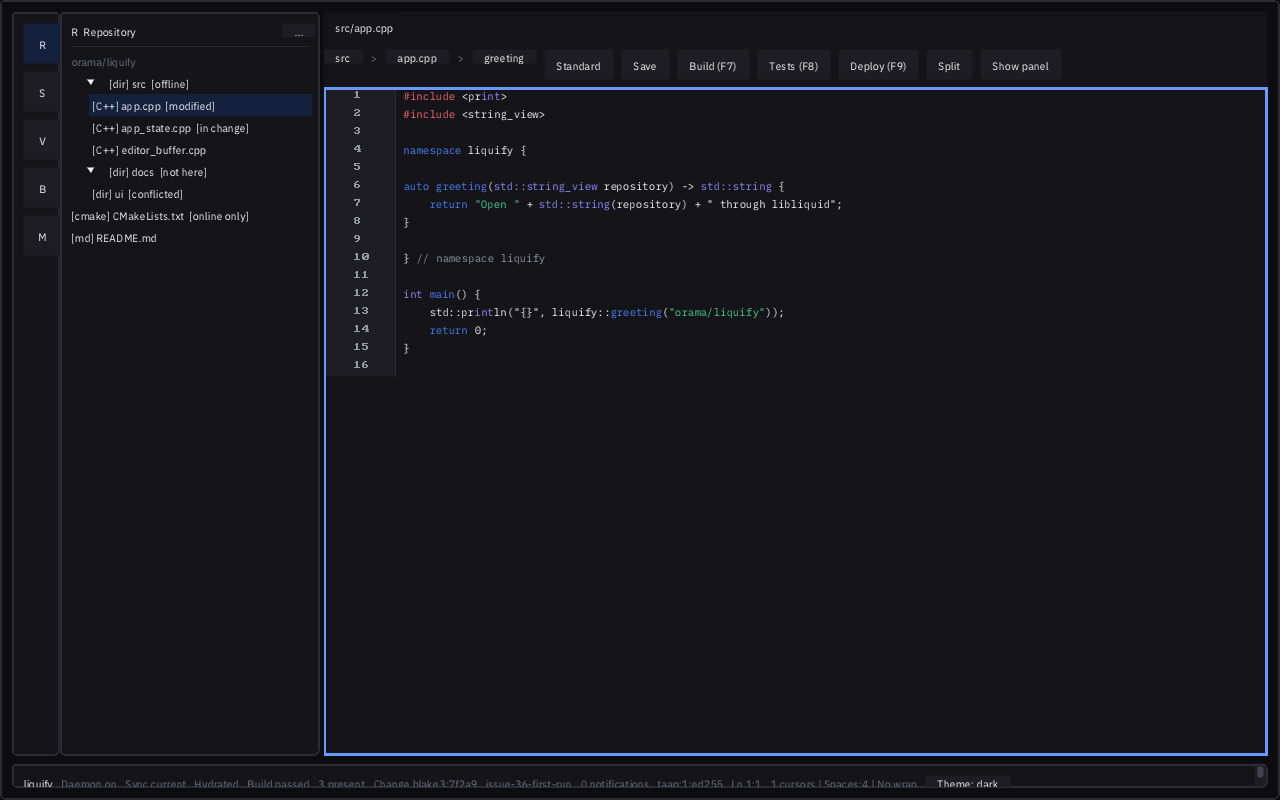 R
S
V
B
M
R Repository
...
orama/liquify
[dir] src [offline]
[C++] app.cpp [modified]
[C++] app_state.cpp [in change]
[C++] editor_buffer.cpp
[dir] docs [not here]
[dir] ui [conflicted]
[cmake] CMakeLists.txt [online only]
[md] README.md
src/app.cpp
src > app.cpp > greeting Standard Save Build (F7) Tests (F8) Deploy (F9) Split Show panel
1 #include <print>
2 #include <string_view>
3
4 namespace liquify {
5
6 auto greeting(std::string_view repository) -> std::string {
7     return "Open " + std::string(repository) + " through libliquid";
8 }
9
10 } // namespace liquify
11
12 int main() {
13     std::println("{}", liquify::greeting("orama/liquify"));
14     return 0;
15 }
16
liquify Daemon on Sync current Hydrated Build passed 3 present Change blake3:7f2a9 issue-36-first-run 0 notifications taap:1:ed255 Ln 1:1 1 cursors | Spaces:4 | No wrap Theme: dark